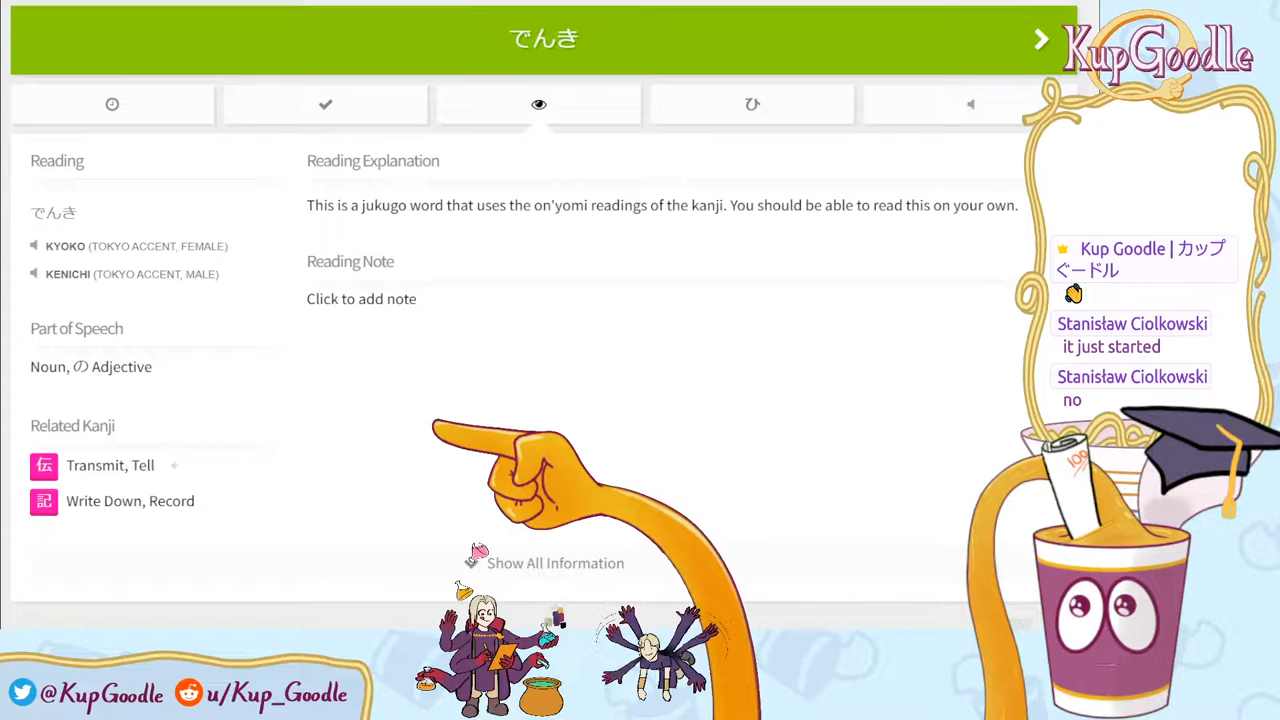 でんき
ひ
Reading
でんき
KYOKO (TOKYO ACCENT, FEMALE)
KENICHI (TOKYO ACCENT, MALE)
Part of Speech
Noun, の Adjective
Related Kanji
伝 Transmit, Tell
記 Write Down, Record
Reading Explanation
This is a jukugo word that uses the on'yomi readings of the kanji. You should be able to read this on your own.
Reading Note
Click to add note
Show All Information
KupGoodle
Kup Goodle | カップ
ぐードル
Stanisław Ciolkowski
it just started
Stanisław Ciolkowski
no
100
@KupGoodle u/Kup_Goodle